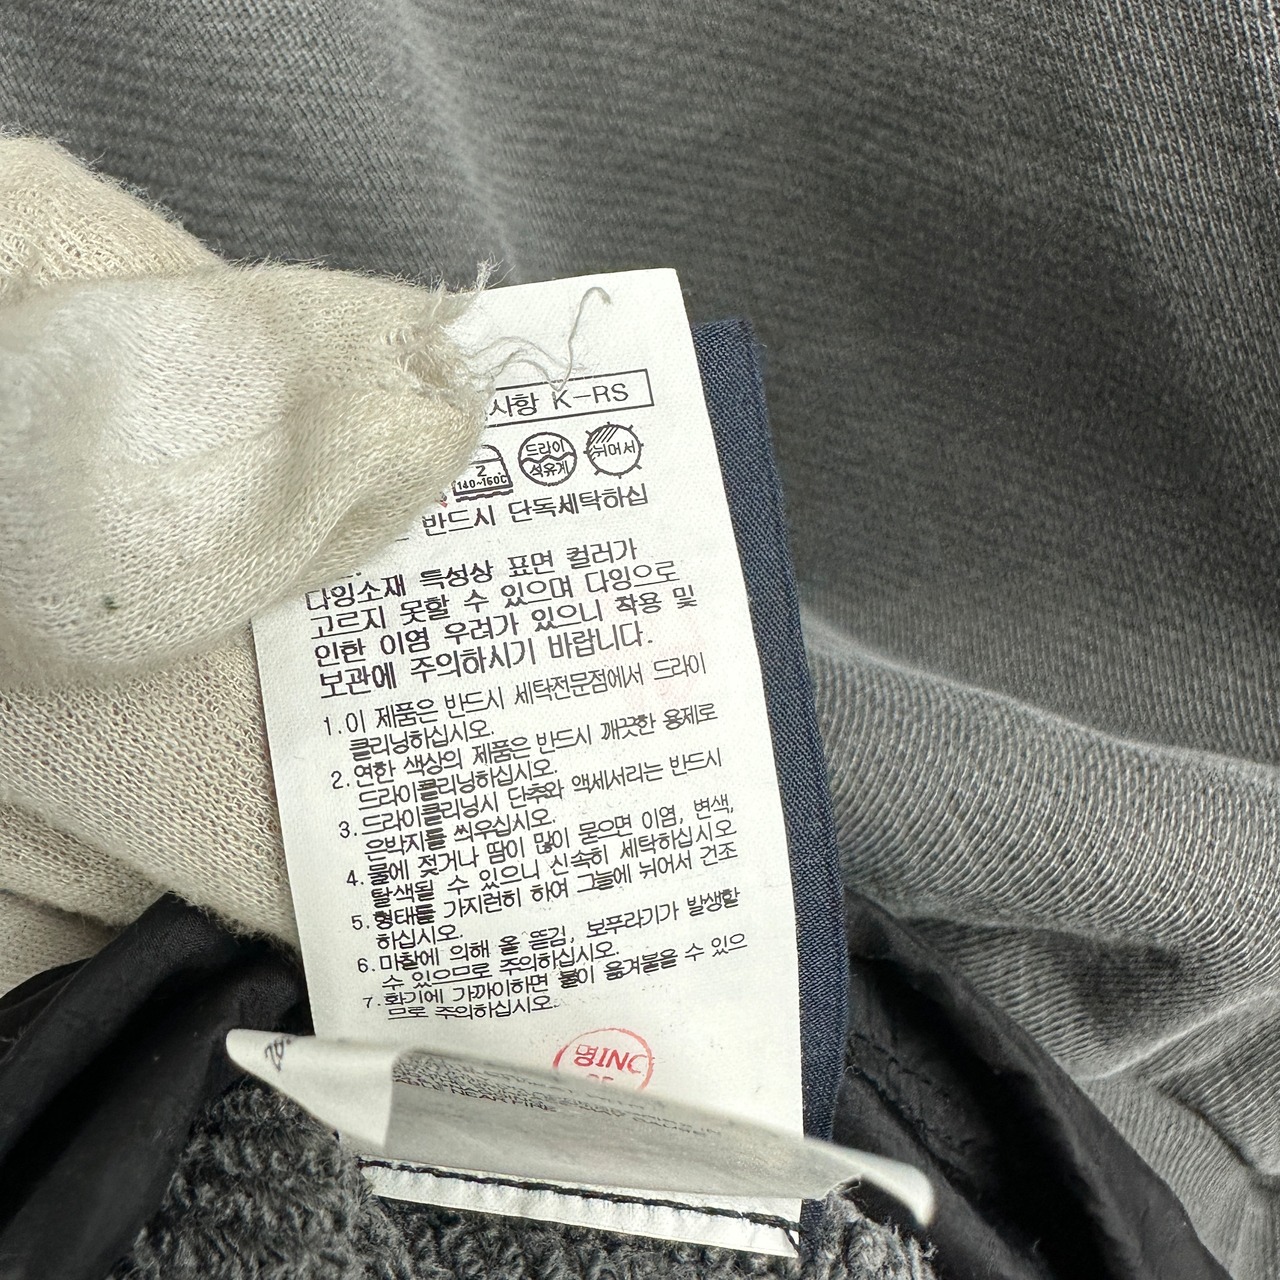 사항 K-RS
2
140~160℃
드라이
석유계
뉘어서
반드시 단독세탁하십
다잉소재 특성상 표면 컬러가
고르지 못할 수 있으며 다잉으로
인한 이염 우려가 있으니 착용 및
보관에 주의하시기 바랍니다.
1.이 제품은 반드시 세탁전문점에서 드라이
클리닝하십시오.
2.연한 색상의 제품은 반드시 깨끗한 용제로
드라이클리닝하십시오.
3.드라이클리닝시 단추와 액세서리는 반드시
은박지를 씌우십시오.
4.물에 젖거나 땀이 많이 묻으면 이염, 변색,
탈색될 수 있으니 신속히 세탁하십시오
5.형태를 가지런히 하여 그늘에 뉘어서 건조
하십시오.
6.마찰에 의해 올 뜯김, 보푸라기가 발생할
수 있으므로 주의하십시오.
7.화기에 가까이하면 불이 옮겨붙을 수 있으
므로 주의하십시오.
명INC
NEAR FIRE